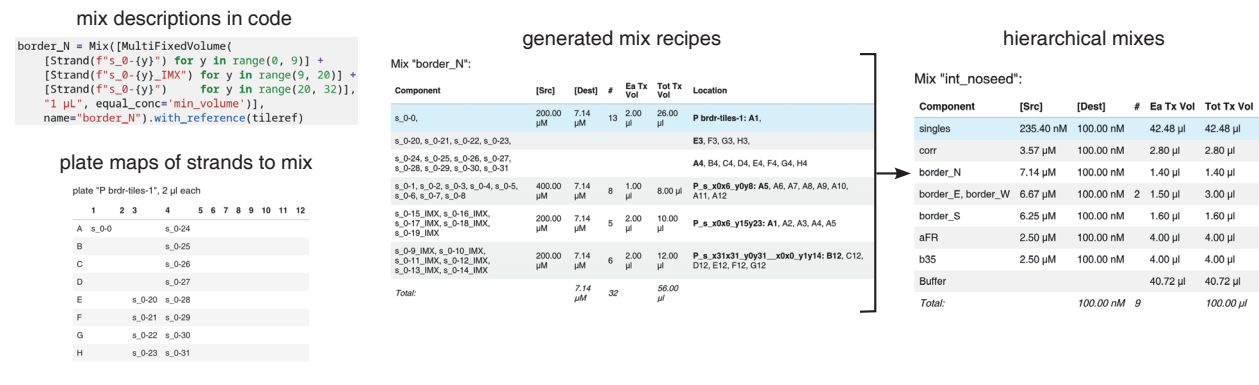 mix descriptions in code
border_N = Mix([MultiFixedVolume(
[Strand(f"s_0-{y}") for y in range(0, 9)] +
[Strand(f"s_0-{y}_IMX") for y in range(9, 20)] +
[Strand(f"s_0-{y}") for y in range(20, 32)],
"1 µL", equal_conc='min_volume')],
name="border_N").with_reference(tileref)
plate maps of strands to mix
plate "P brdr-tiles-1", 2 µl each
1 2 3 4 5 6 7 8 9 10 11 12
A s_0-0 s_0-24
B s_0-25
C s_0-26
D s_0-27
E s_0-20 s_0-28
F s_0-21 s_0-29
G s_0-22 s_0-30
H s_0-23 s_0-31
generated mix recipes
Mix "border_N":
Component [Src] [Dest] # Ea Tx Vol Tot Tx Vol Location
s_0-0, 200.00 µM 7.14 µM 13 2.00 µl 26.00 µl P brdr-tiles-1: A1,
s_0-20, s_0-21, s_0-22, s_0-23, E3, F3, G3, H3,
s_0-24, s_0-25, s_0-26, s_0-27,
s_0-28, s_0-29, s_0-30, s_0-31 A4, B4, C4, D4, E4, F4, G4, H4
s_0-1, s_0-2, s_0-3, s_0-4, s_0-5,
s_0-6, s_0-7, s_0-8 400.00 µM 7.14 µM 8 1.00 µl 8.00 µl P_s_x0x6_y0y8: A5, A6, A7, A8, A9, A10,
A11, A12
s_0-15_IMX, s_0-16_IMX,
s_0-17_IMX, s_0-18_IMX,
s_0-19_IMX 200.00 µM 7.14 µM 5 2.00 µl 10.00 µl P_s_x0x6_y15y23: A1, A2, A3, A4, A5
s_0-9_IMX, s_0-10_IMX,
s_0-11_IMX, s_0-12_IMX,
s_0-13_IMX, s_0-14_IMX 200.00 µM 7.14 µM 6 2.00 µl 12.00 µl P_s_x31x31_y0y31__x0x0_y1y14: B12, C12,
D12, E12, F12, G12
Total: 7.14 µM 32 56.00 µl
hierarchical mixes
Mix "int_noseed":
Component [Src] [Dest] # Ea Tx Vol Tot Tx Vol
singles 235.40 nM 100.00 nM 42.48 µl 42.48 µl
corr 3.57 µM 100.00 nM 2.80 µl 2.80 µl
border_N 7.14 µM 100.00 nM 1.40 µl 1.40 µl
border_E, border_W 6.67 µM 100.00 nM 2 1.50 µl 3.00 µl
border_S 6.25 µM 100.00 nM 1.60 µl 1.60 µl
aFR 2.50 µM 100.00 nM 4.00 µl 4.00 µl
b35 2.50 µM 100.00 nM 4.00 µl 4.00 µl
Buffer 40.72 µl 40.72 µl
Total: 100.00 nM 9 100.00 µl